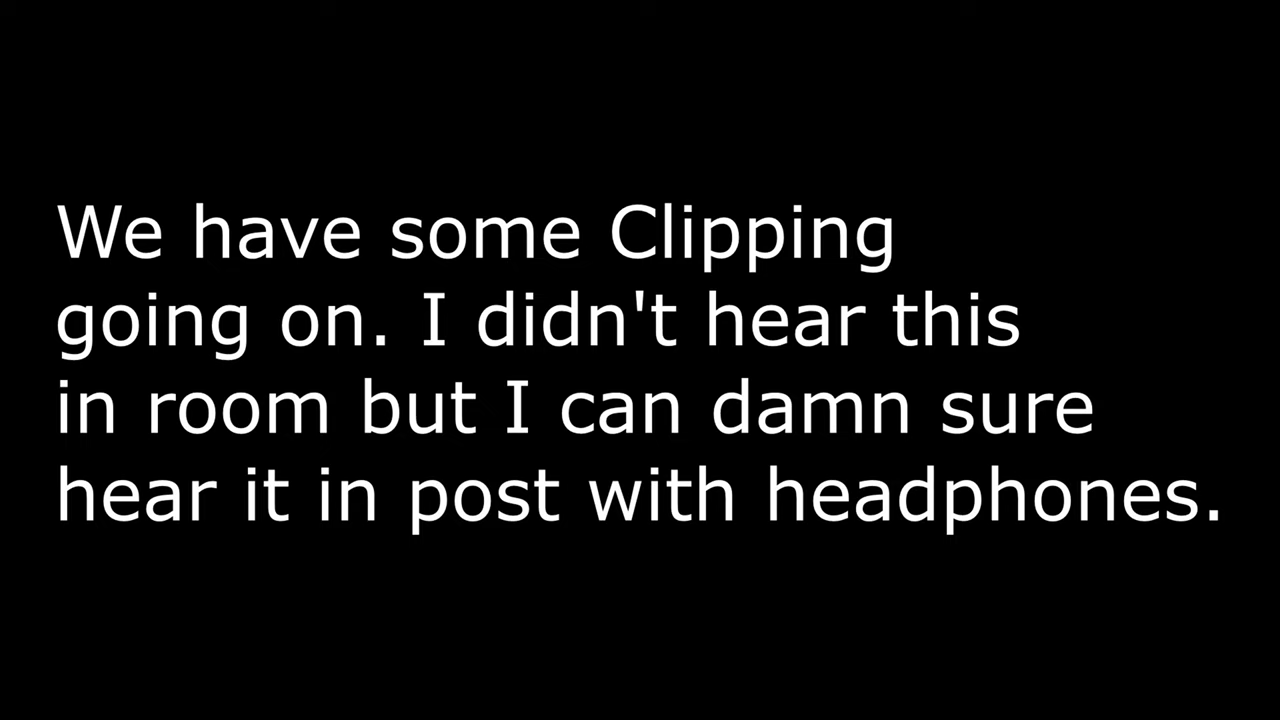 We have some Clipping
going on. I didn't hear this
in room but I can damn sure
hear it in post with headphones.